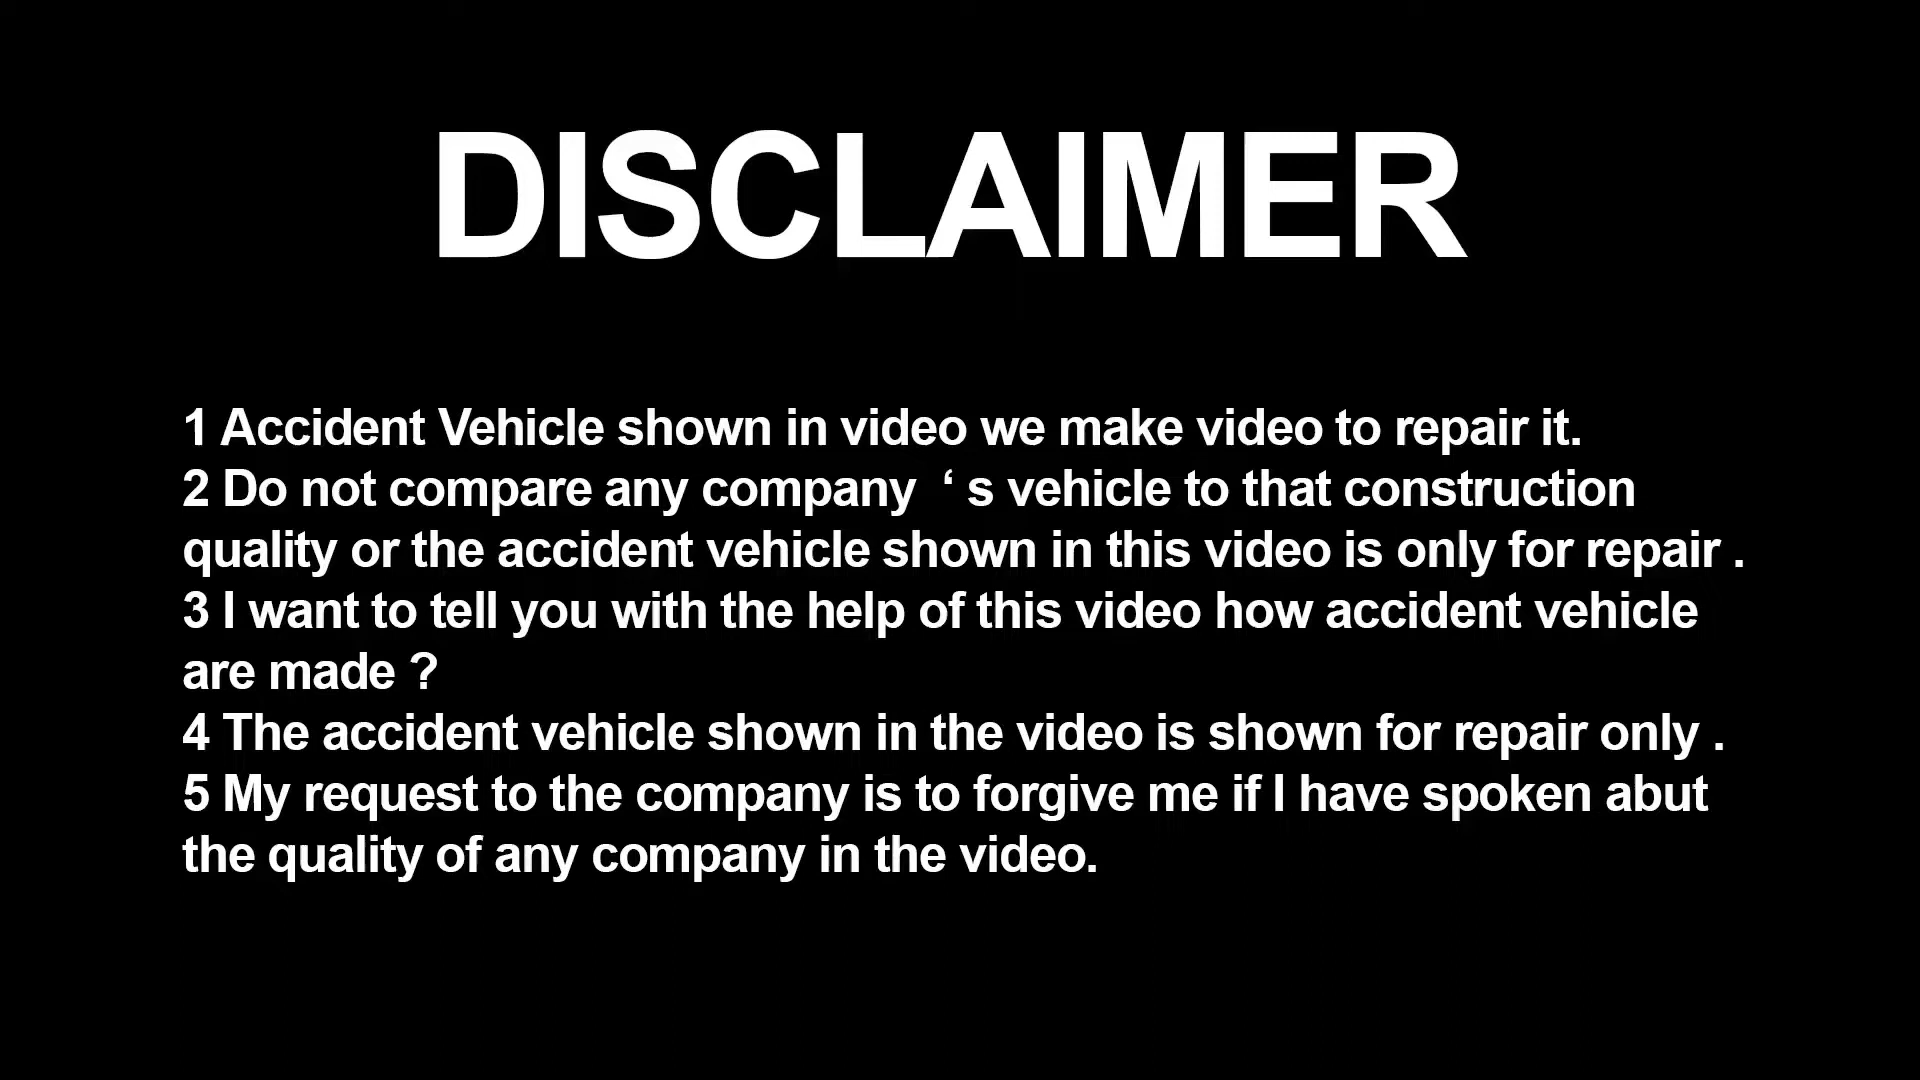 DISCLAIMER
1 Accident Vehicle shown in video we make video to repair it.
2 Do not compare any company  ‘ s vehicle to that construction
quality or the accident vehicle shown in this video is only for repair .
3 I want to tell you with the help of this video how accident vehicle
are made ?
4 The accident vehicle shown in the video is shown for repair only .
5 My request to the company is to forgive me if I have spoken abut
the quality of any company in the video.